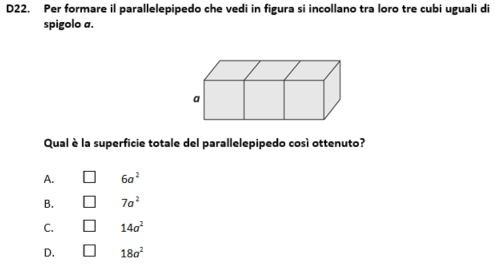 D22. Per formare il parallelepipedo che vedi in figura si incollano tra loro tre cubi uguali di
spigolo a.
a
Qual è la superficie totale del parallelepipedo così ottenuto?
A. □ 6a²
B. □ 7a²
C. □ 14a²
D. □ 18a²